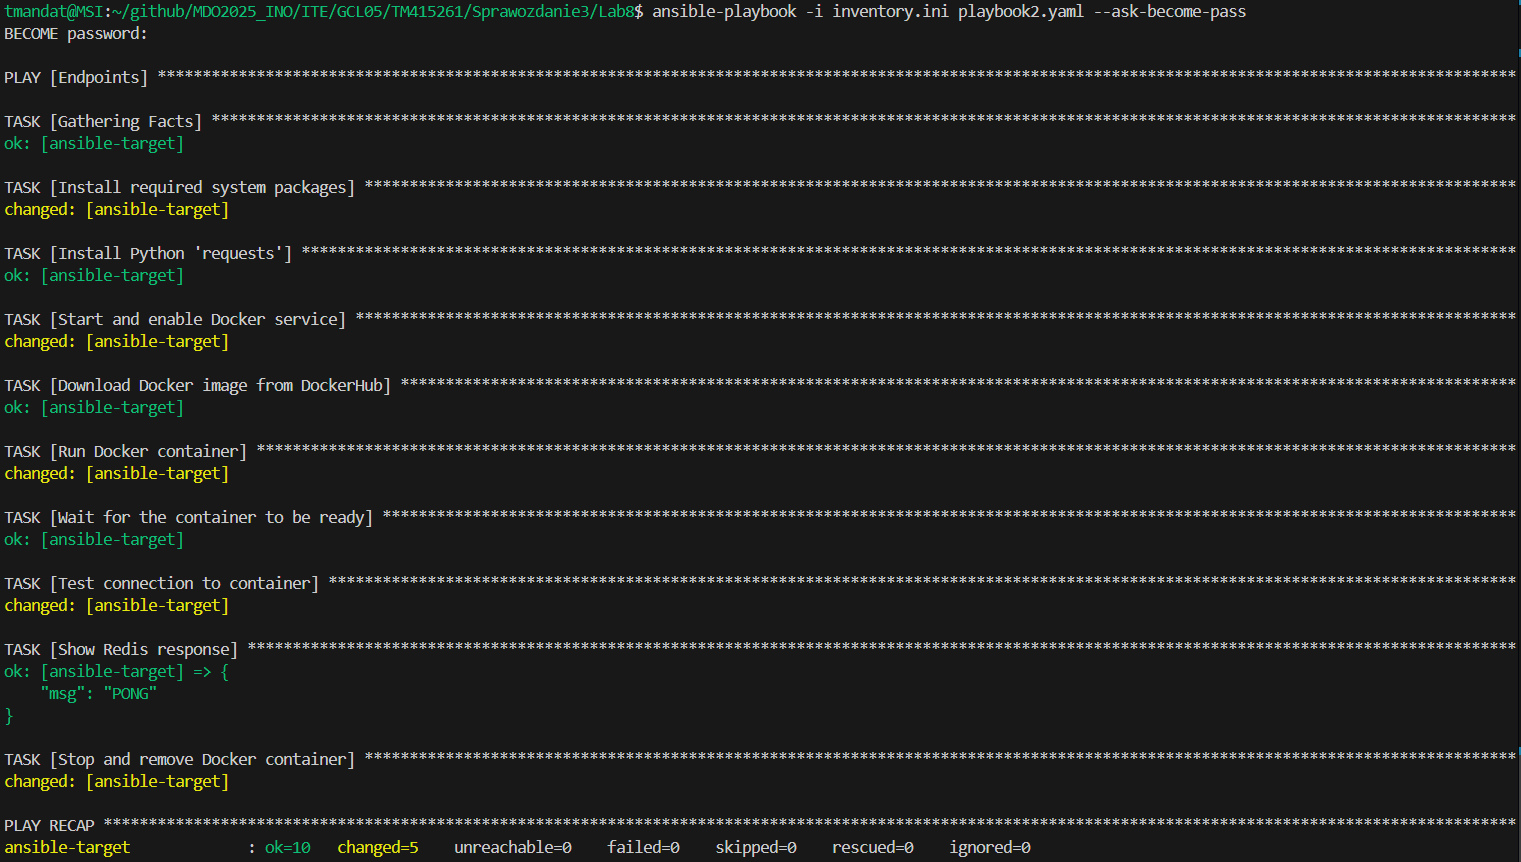 tmandat@MSI:~/github/MDO2025_INO/ITE/GCL05/TM415261/Sprawozdanie3/Lab8$ ansible-playbook -i inventory.ini playbook2.yaml --ask-become-pass
BECOME password:
PLAY [Endpoints] *******************************************************************************************************************************************************
TASK [Gathering Facts] *************************************************************************************************************************************************
ok: [ansible-target]
TASK [Install required system packages] ********************************************************************************************************************************
changed: [ansible-target]
TASK [Install Python 'requests'] ***************************************************************************************************************************************
ok: [ansible-target]
TASK [Start and enable Docker service] *********************************************************************************************************************************
changed: [ansible-target]
TASK [Download Docker image from DockerHub] ****************************************************************************************************************************
ok: [ansible-target]
TASK [Run Docker container] ********************************************************************************************************************************************
changed: [ansible-target]
TASK [Wait for the container to be ready] ******************************************************************************************************************************
ok: [ansible-target]
TASK [Test connection to container] ************************************************************************************************************************************
changed: [ansible-target]
TASK [Show Redis response] *********************************************************************************************************************************************
ok: [ansible-target] => {
    "msg": "PONG"
}
TASK [Stop and remove Docker container] ********************************************************************************************************************************
changed: [ansible-target]
PLAY RECAP *************************************************************************************************************************************************************
ansible-target             : ok=10   changed=5    unreachable=0    failed=0    skipped=0    rescued=0    ignored=0